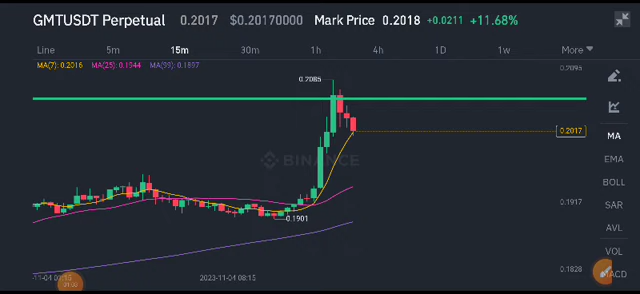 GMTUSDT Perpetual 0.2017 $0.20170000 Mark Price 0.2018 +0.0211 +11.68%
Line 5m 15m 30m 1h 4h 1D 1W More
MA(7): 0.2016 MA(25): 0.1944 MA(99): 0.1897
0.2095
0.2085
MA
0.2017
BINANCE
EMA
BOLL
0.1917
SAR
0.1901
AVL
VOL
0.1828
2023-11-04 08:15